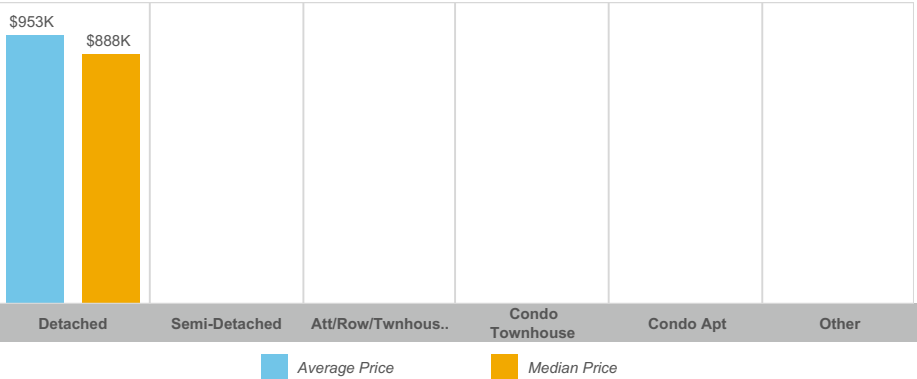 $953K
$888K
Detached
Semi-Detached
Att/Row/Twnhous..
Condo
Townhouse
Condo Apt
Other
Average Price
Median Price